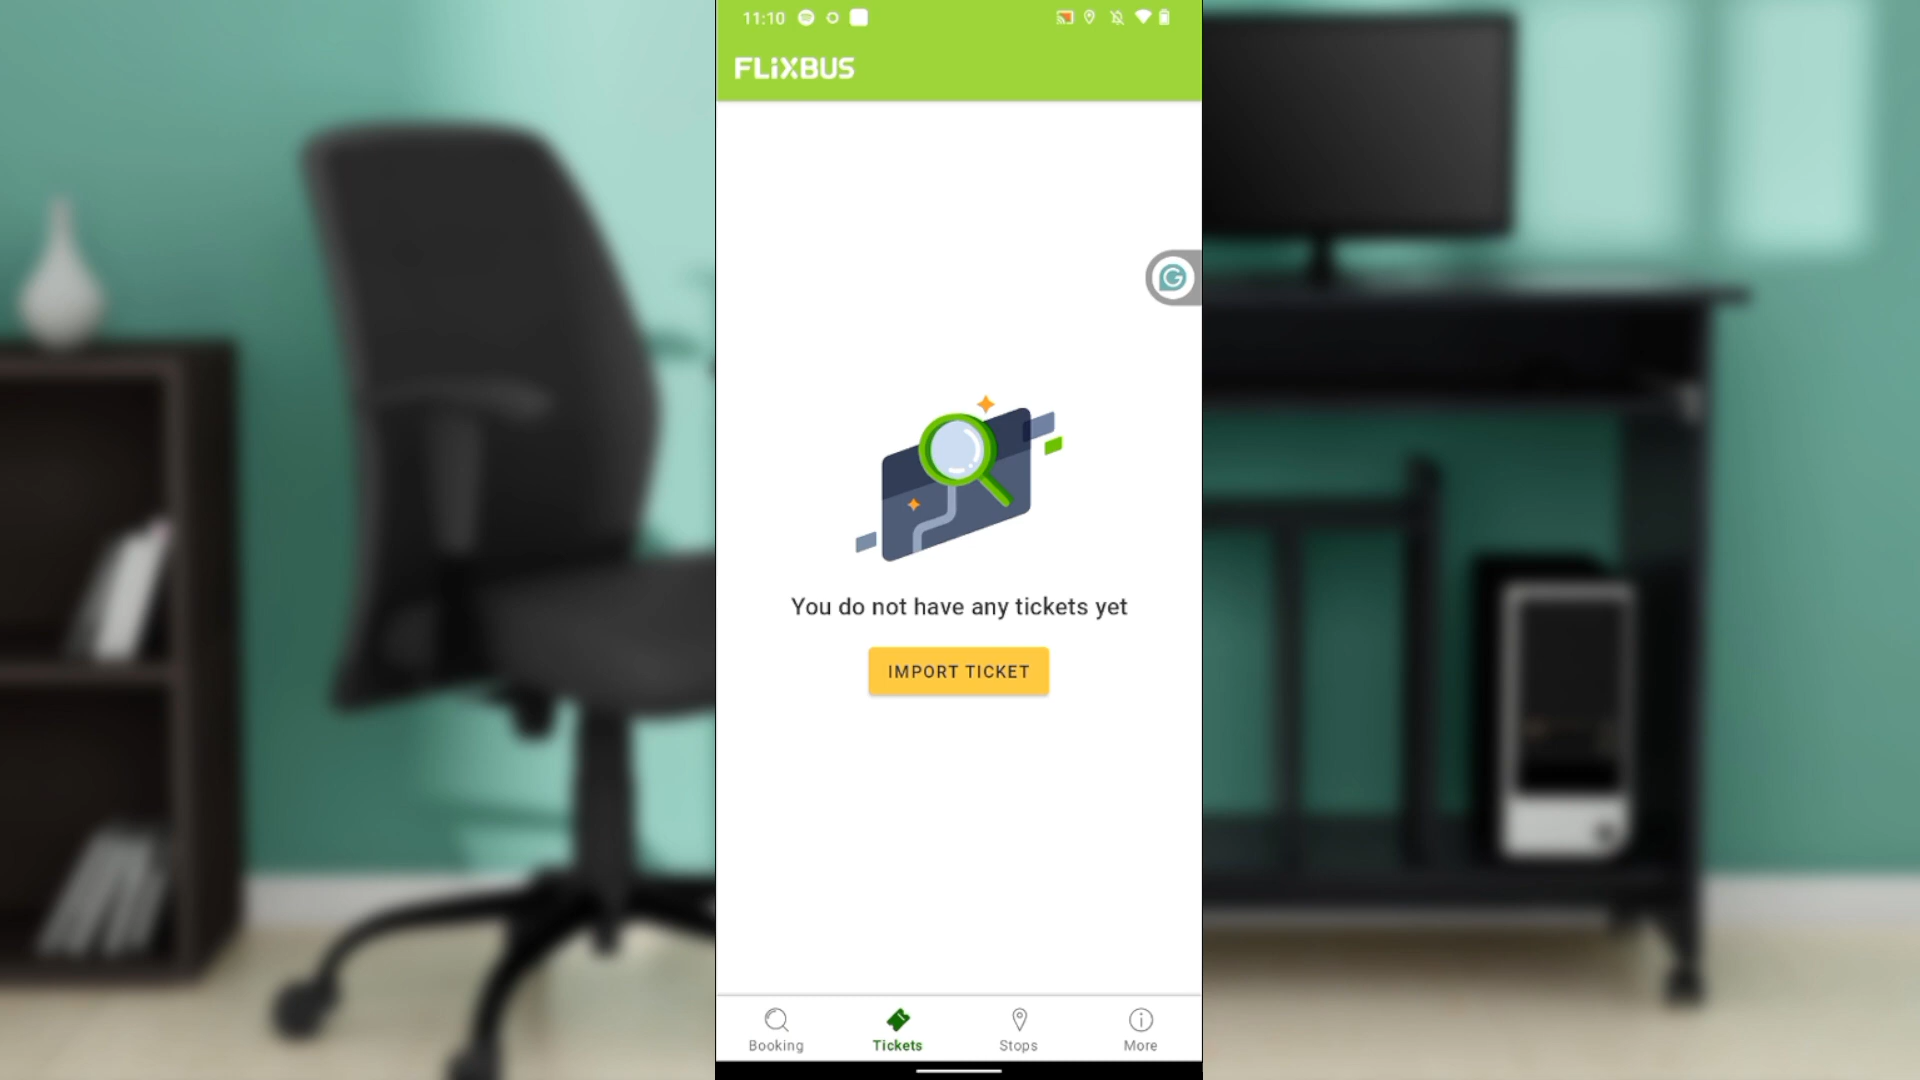 11:10
FLiXBUS
You do not have any tickets yet
IMPORT TICKET
Booking
Tickets
Stops
More